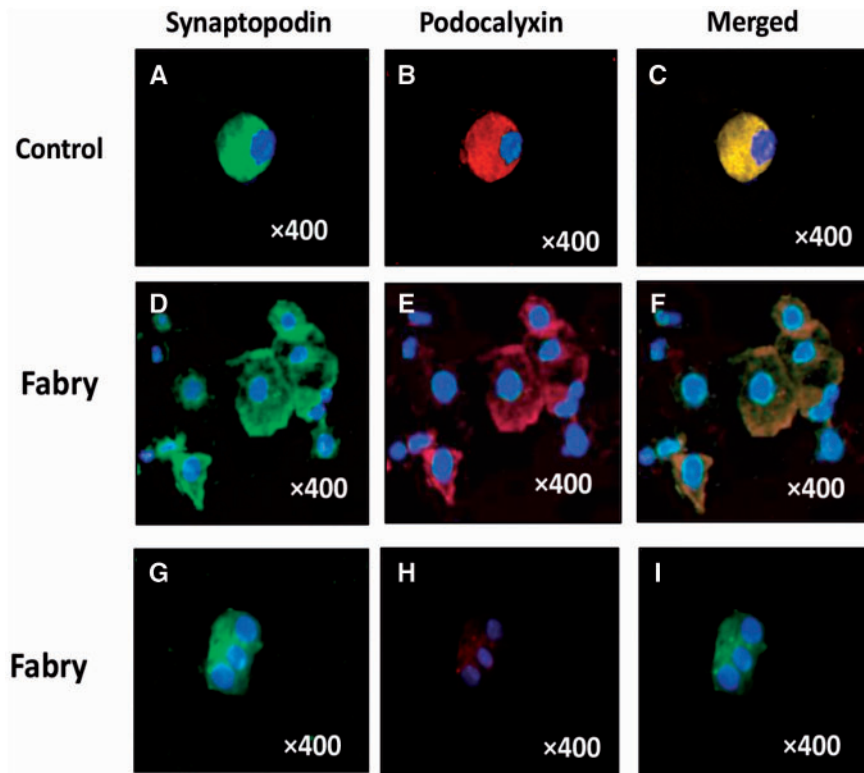 Synaptopodin Podocalyxin Merged
Control
A ×400
B ×400
C ×400
Fabry
D ×400
E ×400
F ×400
Fabry
G ×400
H ×400
I ×400